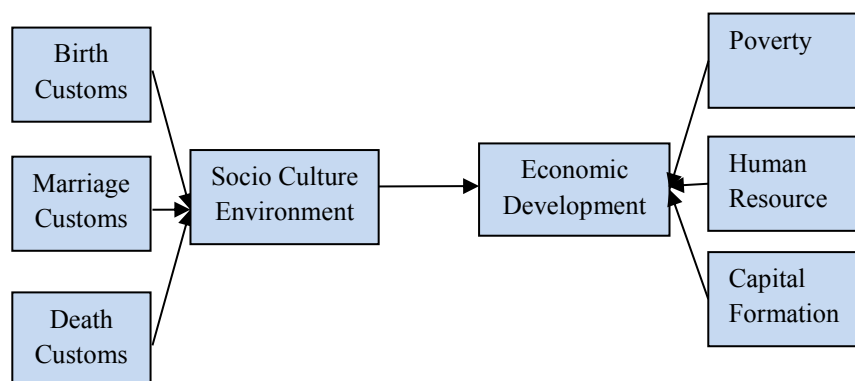 Birth
Customs
Marriage
Customs
Death
Customs
Socio Culture
Environment
Economic
Development
Poverty
Human
Resource
Capital
Formation